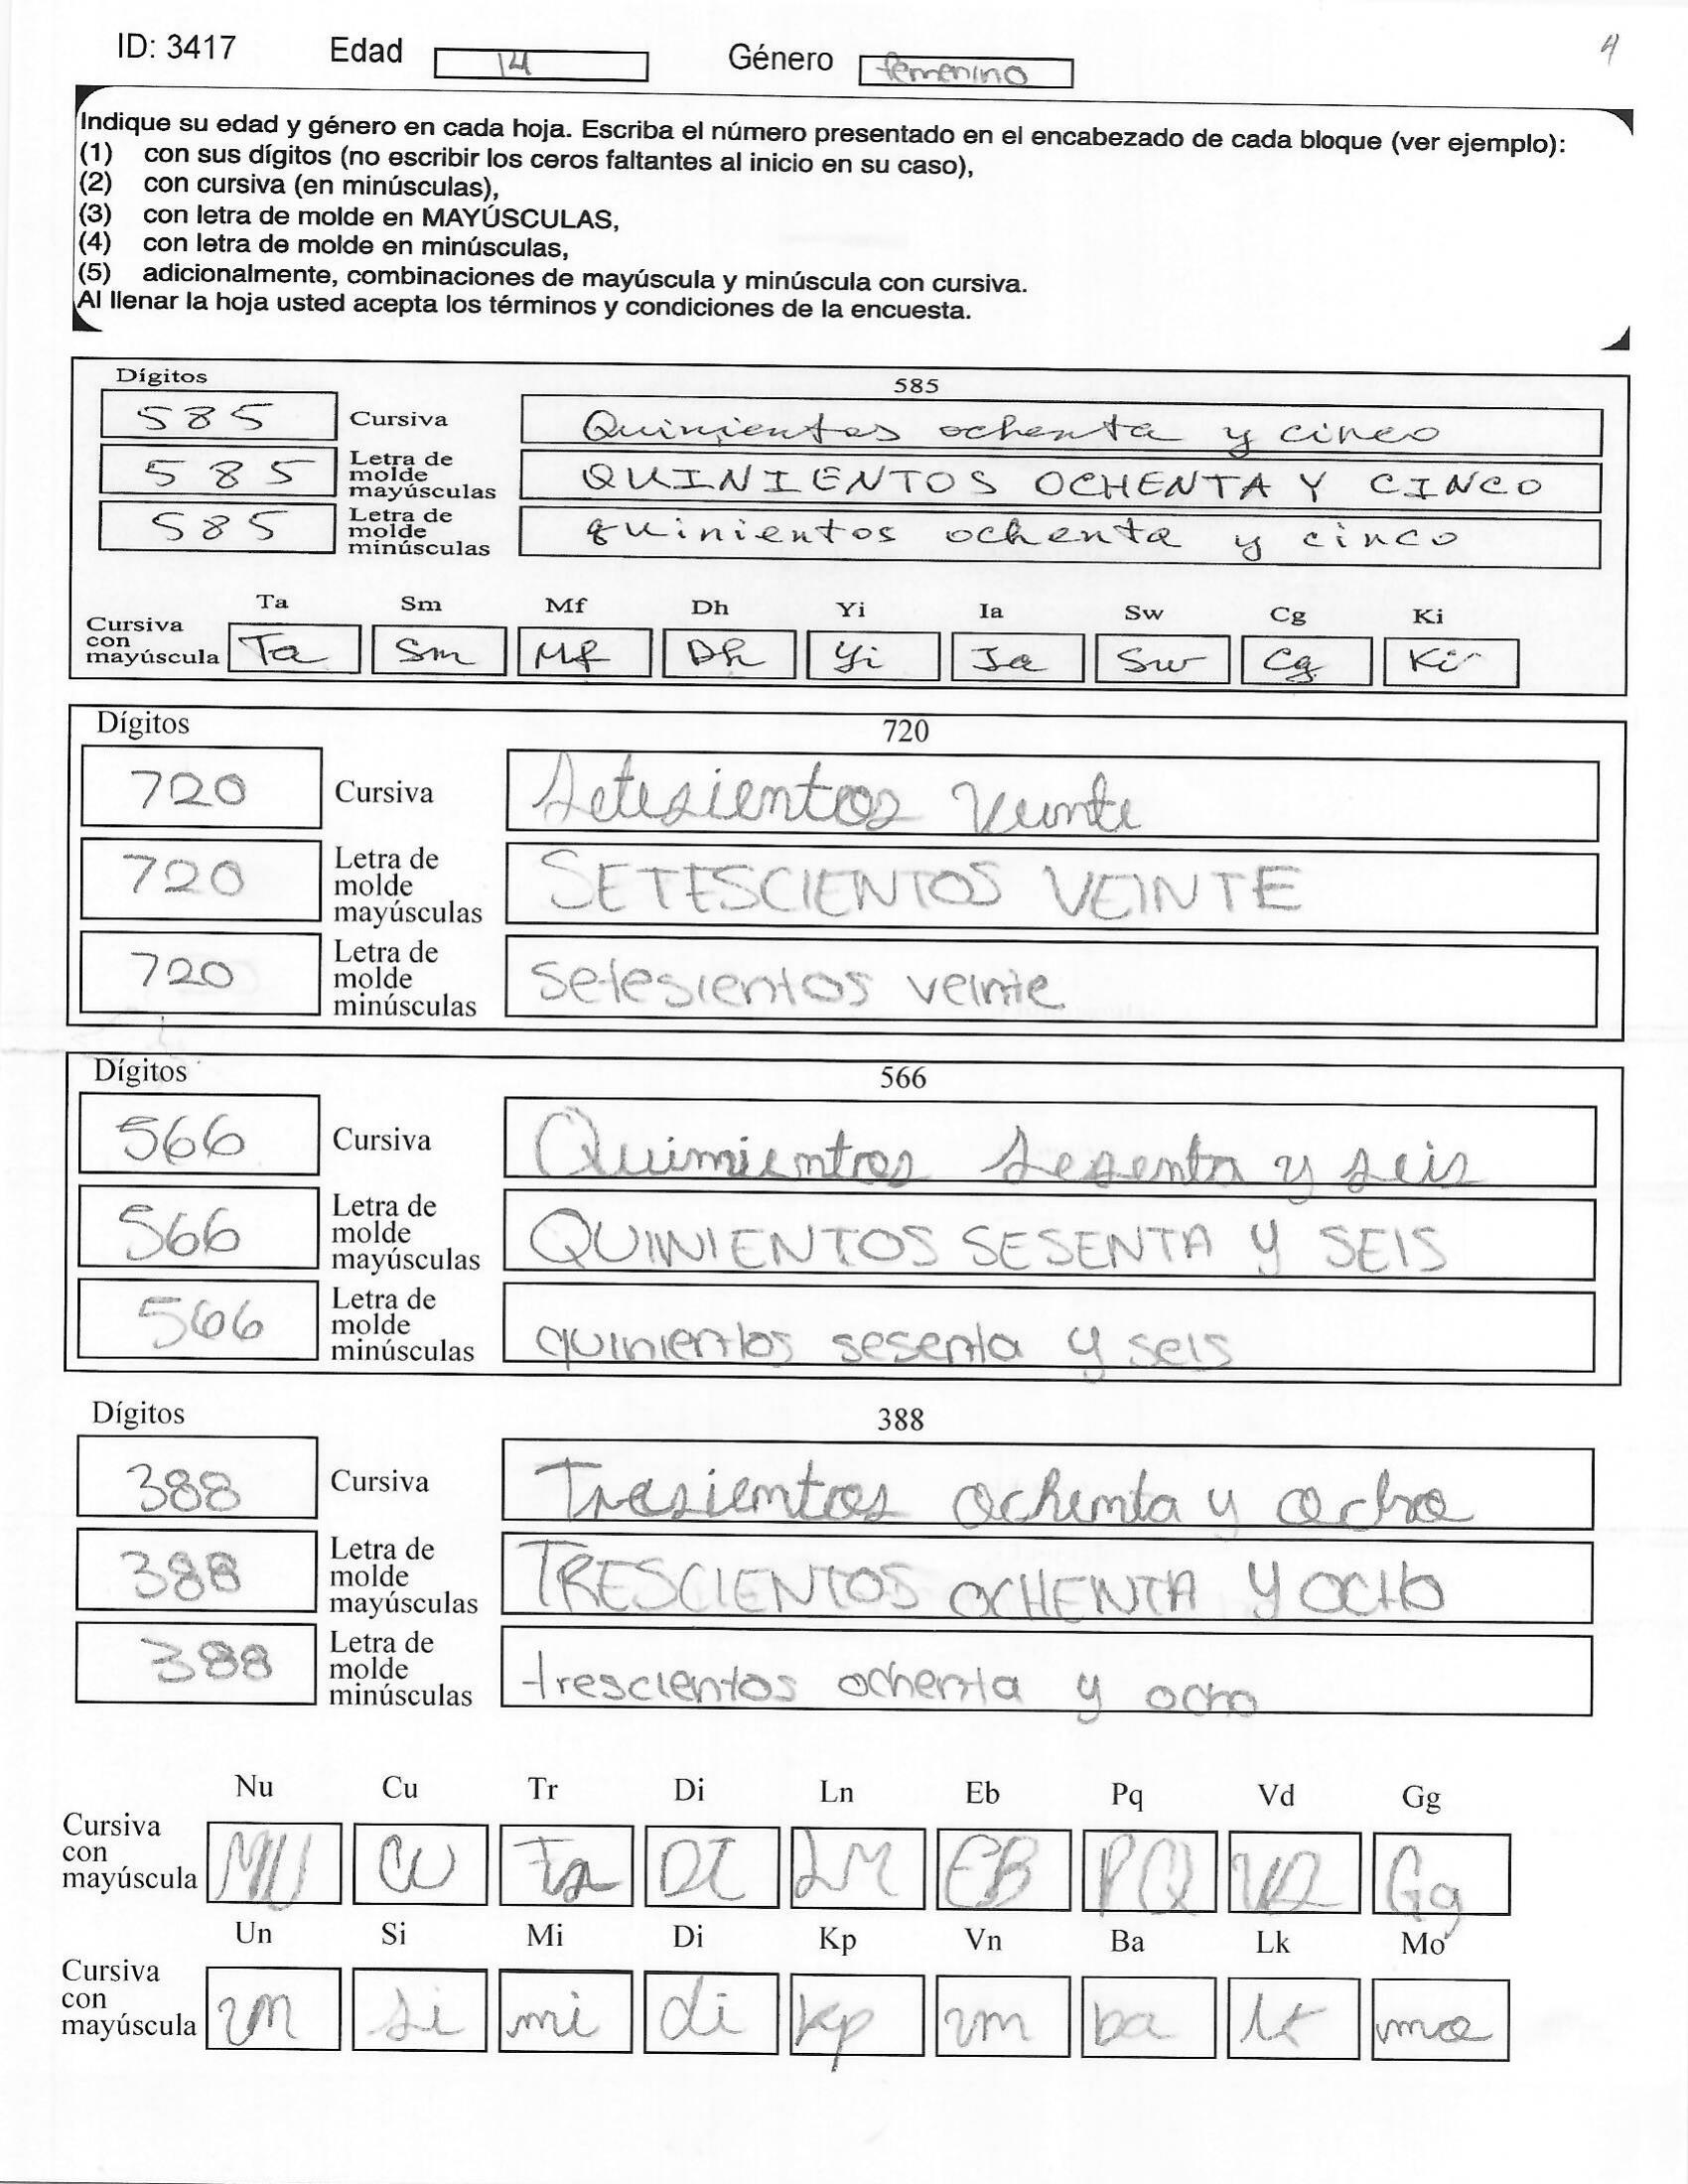 ID: 3417 Edad 14 Género femenino 4
Indique su edad y género en cada hoja. Escriba el número presentado en el encabezado de cada bloque (ver ejemplo):
(1) con sus dígitos (no escribir los ceros faltantes al inicio en su caso),
(2) con cursiva (en minúsculas),
(3) con letra de molde en MAYÚSCULAS,
(4) con letra de molde en minúsculas,
(5) adicionalmente, combinaciones de mayúscula y minúscula con cursiva.
Al llenar la hoja usted acepta los términos y condiciones de la encuesta.
Dígitos 585
585 Cursiva Quinientos ochenta y cinco
585 Letra de molde mayúsculas QUINIENTOS OCHENTA Y CINCO
585 Letra de molde minúsculas quinientos ochenta y cinco
Ta Sm Mf Dh Yi Ia Sw Cg Ki
Cursiva con mayúscula Ta Sm Mf Dh Yi Ia Sw Cg Ki
Dígitos 720
720 Cursiva Setesientos Veinte
720 Letra de molde mayúsculas SETESCIENTOS VEINTE
720 Letra de molde minúsculas setesientos veinte
Dígitos 566
566 Cursiva Quinientos sesenta y seis
566 Letra de molde mayúsculas QUINIENTOS SESENTA Y SEIS
566 Letra de molde minúsculas quinientos sesenta y seis
Dígitos 388
388 Cursiva Tresientos ochenta y ocho
388 Letra de molde mayúsculas TRESCIENTOS OCHENTA Y OCHO
388 Letra de molde minúsculas trescientos ochenta y ocho
Nu Cu Tr Di Ln Eb Pq Vd Gg
Cursiva con mayúscula NU CU Tr DI LN EB PQ VD Gg
Un Si Mi Di Kp Vn Ba Lk Mo
Cursiva con mayúscula un si mi di kp vn ba lk mo